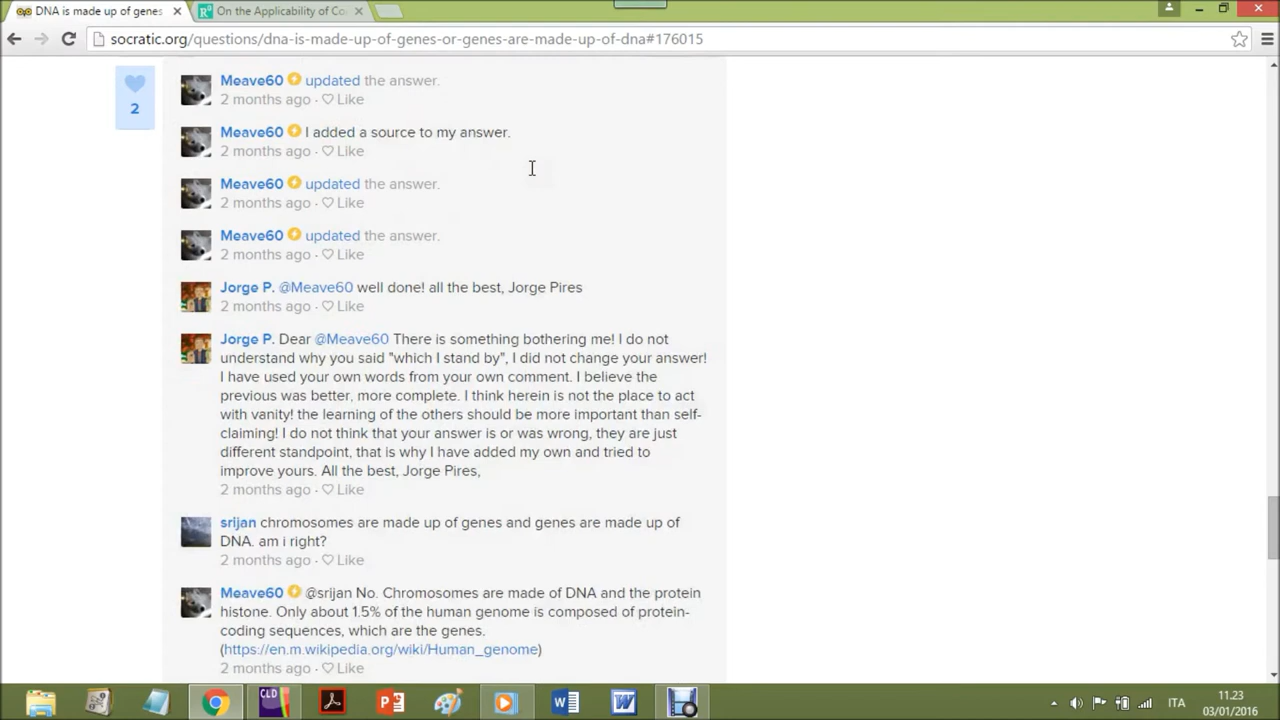 DNA is made up of genes
On the Applicability of Co
socratic.org/questions/dna-is-made-up-of-genes-or-genes-are-made-up-of-dna#176015
2
Meave60 updated the answer.
2 months ago · Like
Meave60 I added a source to my answer.
2 months ago · Like
Meave60 updated the answer.
2 months ago · Like
Meave60 updated the answer.
2 months ago · Like
Jorge P. @Meave60 well done! all the best, Jorge Pires
2 months ago · Like
Jorge P. Dear @Meave60 There is something bothering me! I do not
understand why you said "which I stand by", I did not change your answer!
I have used your own words from your own comment. I believe the
previous was better, more complete. I think herein is not the place to act
with vanity! the learning of the others should be more important than self-
claiming! I do not think that your answer is or was wrong, they are just
different standpoint, that is why I have added my own and tried to
improve yours. All the best, Jorge Pires,
2 months ago · Like
srijan chromosomes are made up of genes and genes are made up of
DNA. am i right?
2 months ago · Like
Meave60 @srijan No. Chromosomes are made of DNA and the protein
histone. Only about 1.5% of the human genome is composed of protein-
coding sequences, which are the genes.
(https://en.m.wikipedia.org/wiki/Human_genome)
2 months ago · Like
CLD
ITA
11.23
03/01/2016